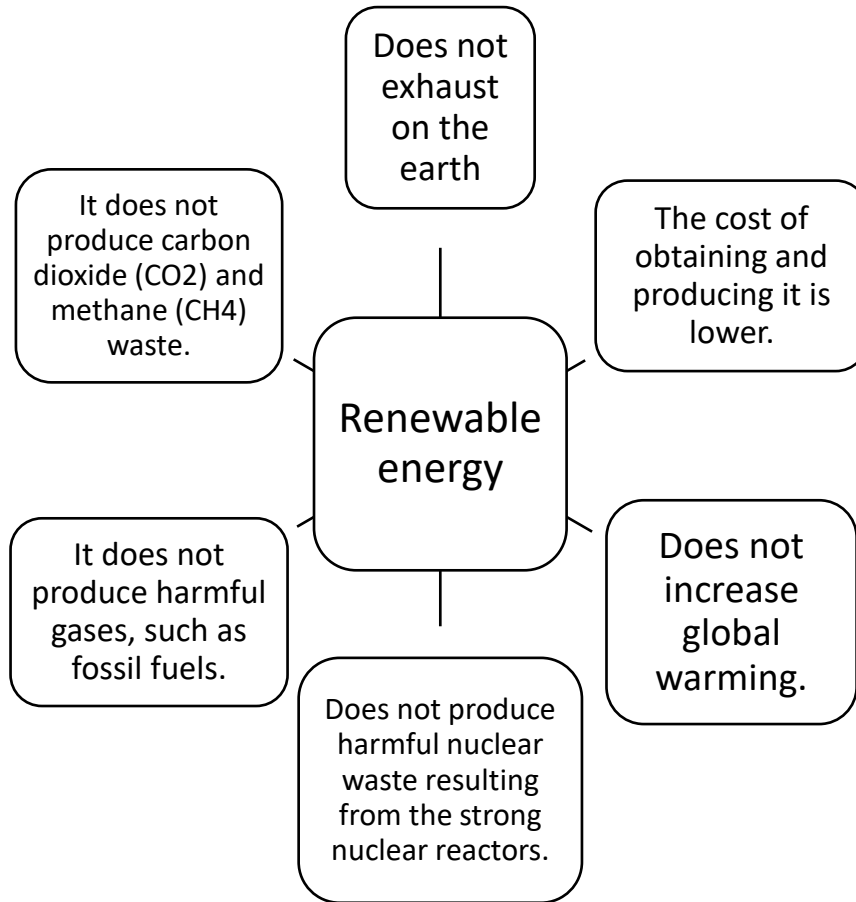 Does not
exhaust
on the
earth
It does not
produce carbon
dioxide (CO2) and
methane (CH4)
waste.
The cost of
obtaining and
producing it is
lower.
Renewable
energy
It does not
produce harmful
gases, such as
fossil fuels.
Does not
increase
global
warming.
Does not produce
harmful nuclear
waste resulting
from the strong
nuclear reactors.